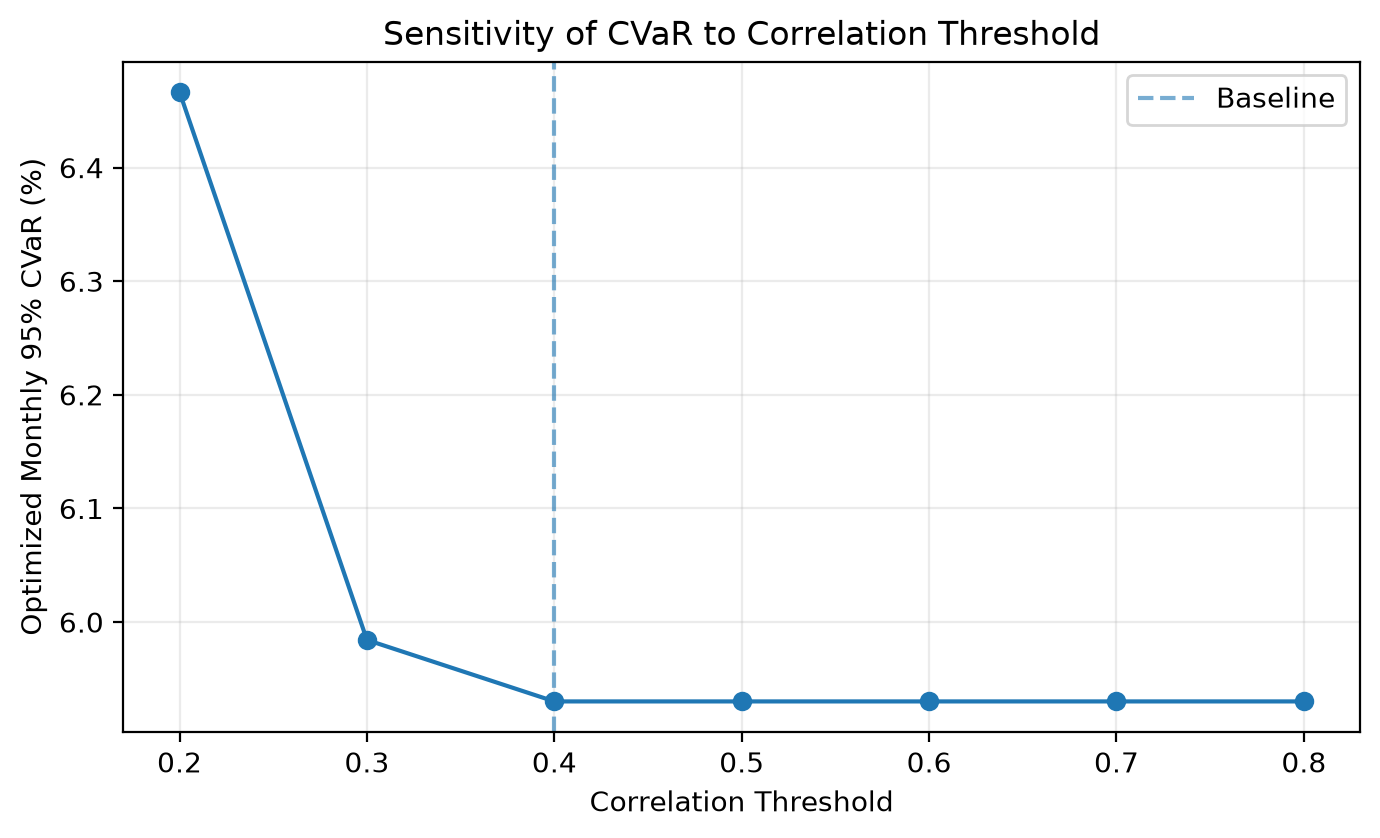 Sensitivity of CVaR to Correlation Threshold
Baseline
Optimized Monthly 95% CVaR (%)
6.4
6.3
6.2
6.1
6.0
0.2 0.3 0.4 0.5 0.6 0.7 0.8
Correlation Threshold